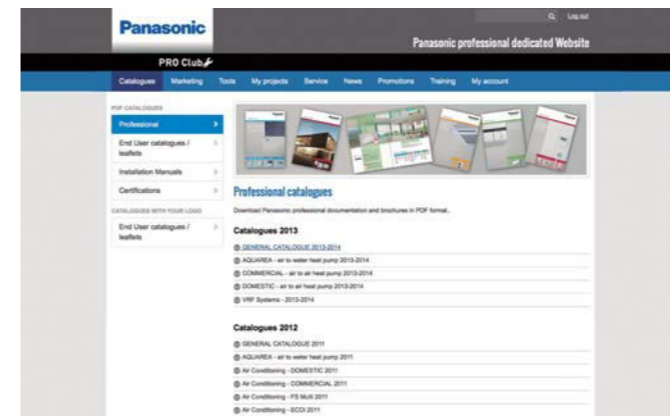 Log out
Panasonic
Panasonic professional dedicated Website
PRO Club
Catalogues Marketing Tools My projects Service News Promotions Training My account
PDF CATALOGUES
Professional
End User catalogues /
leaflets
Installation Manuals
Certifications
CATALOGUES WITH YOUR LOGO
End User catalogues /
leaflets
Professional catalogues
Download Panasonic professional documentation and brochures in PDF format.
Catalogues 2013
GENERAL CATALOGUE 2013-2014
AQUAREA - air to water heat pump 2013-2014
COMMERCIAL - air to air heat pump 2013-2014
DOMESTIC - air to air heat pump 2013-2014
VRF Systems - 2013-2014
Catalogues 2012
GENERAL CATALOGUE 2011
AQUAREA - air to water heat pump 2011
Air Conditioning - DOMESTIC 2011
Air Conditioning - COMMERCIAL 2011
Air Conditioning - FS Multi 2011
Air Conditioning - ECOi 2011